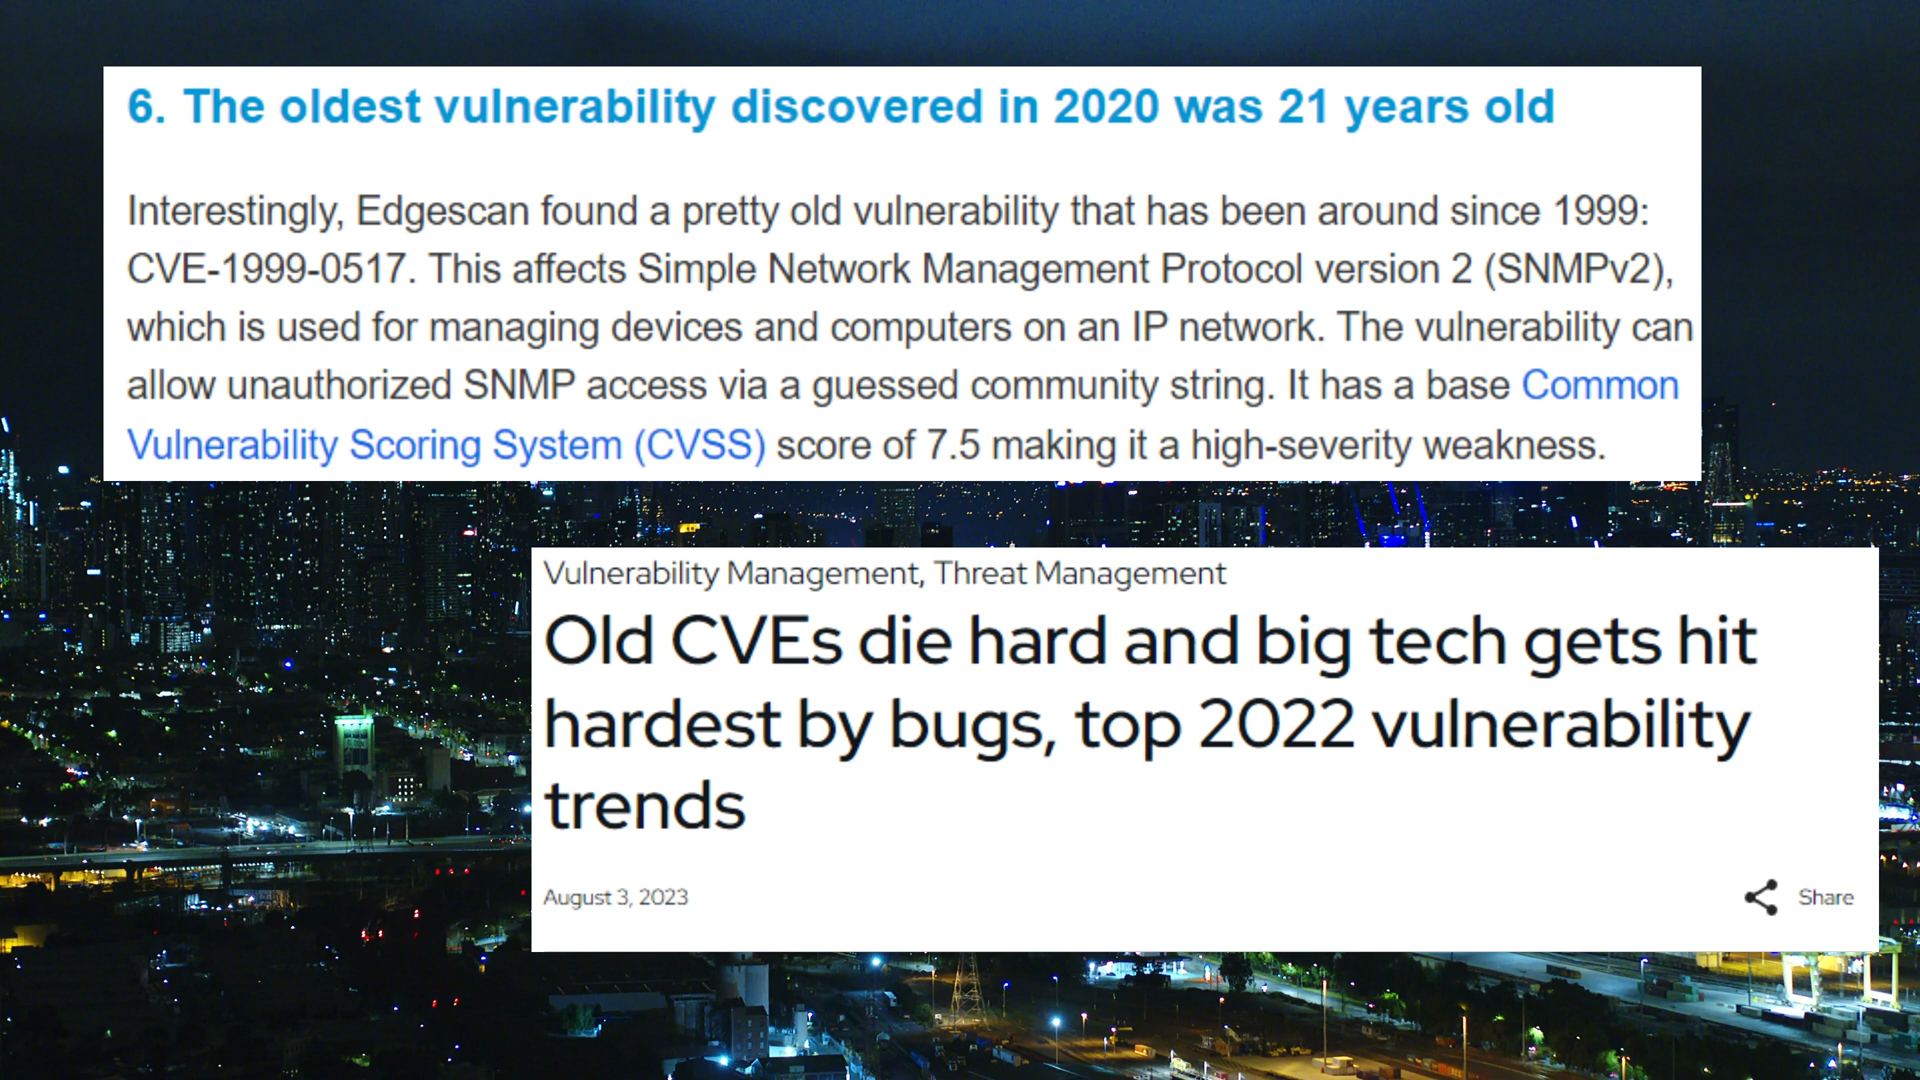 6. The oldest vulnerability discovered in 2020 was 21 years old
Interestingly, Edgescan found a pretty old vulnerability that has been around since 1999:
CVE-1999-0517. This affects Simple Network Management Protocol version 2 (SNMPv2),
which is used for managing devices and computers on an IP network. The vulnerability can
allow unauthorized SNMP access via a guessed community string. It has a base Common
Vulnerability Scoring System (CVSS) score of 7.5 making it a high-severity weakness.
Vulnerability Management, Threat Management
Old CVEs die hard and big tech gets hit
hardest by bugs, top 2022 vulnerability
trends
August 3, 2023
Share